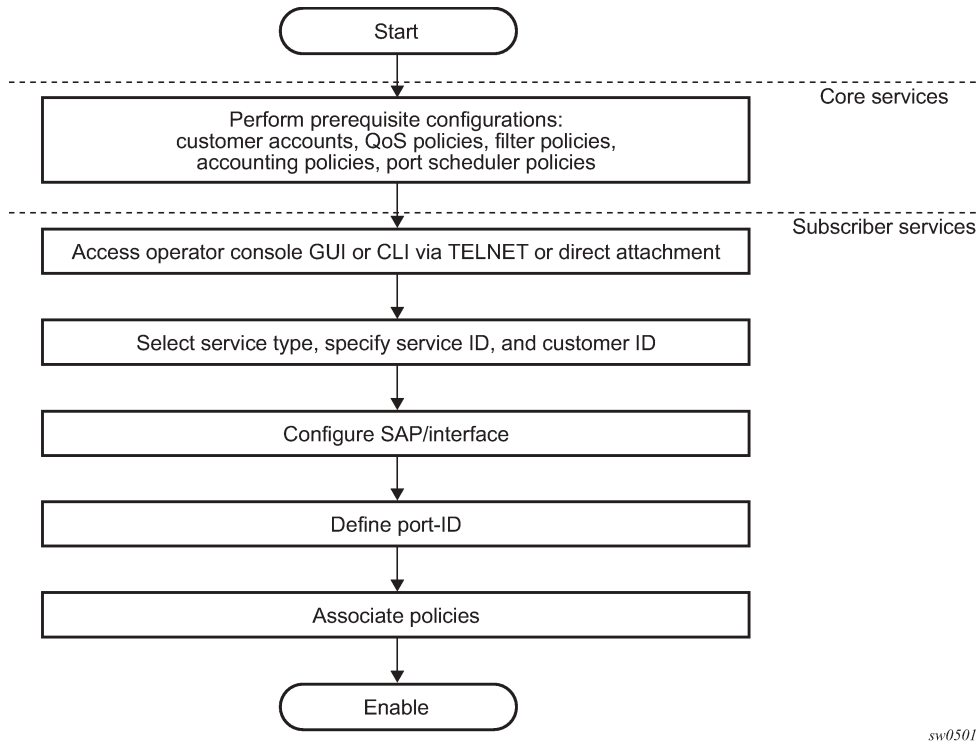 Start
Core services
Perform prerequisite configurations:
customer accounts, QoS policies, filter policies,
accounting policies, port scheduler policies
Subscriber services
Access operator console GUI or CLI via TELNET or direct attachment
Select service type, specify service ID, and customer ID
Configure SAP/interface
Define port-ID
Associate policies
Enable
sw0501